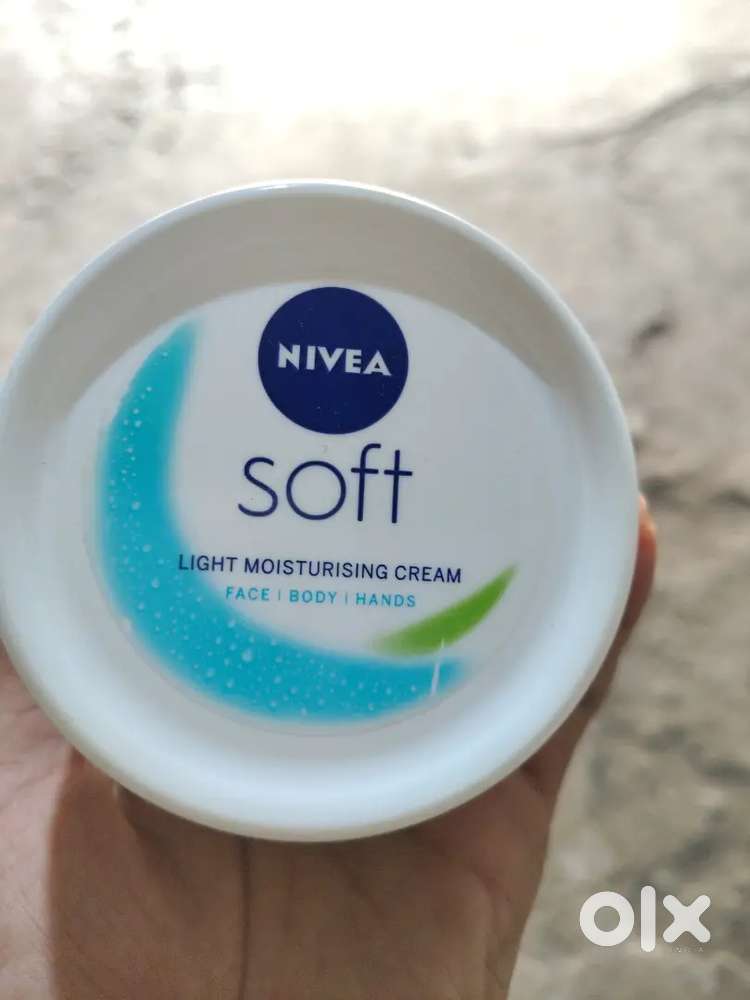 NIVEA
soft
LIGHT MOISTURISING CREAM
FACE | BODY | HANDS
olx